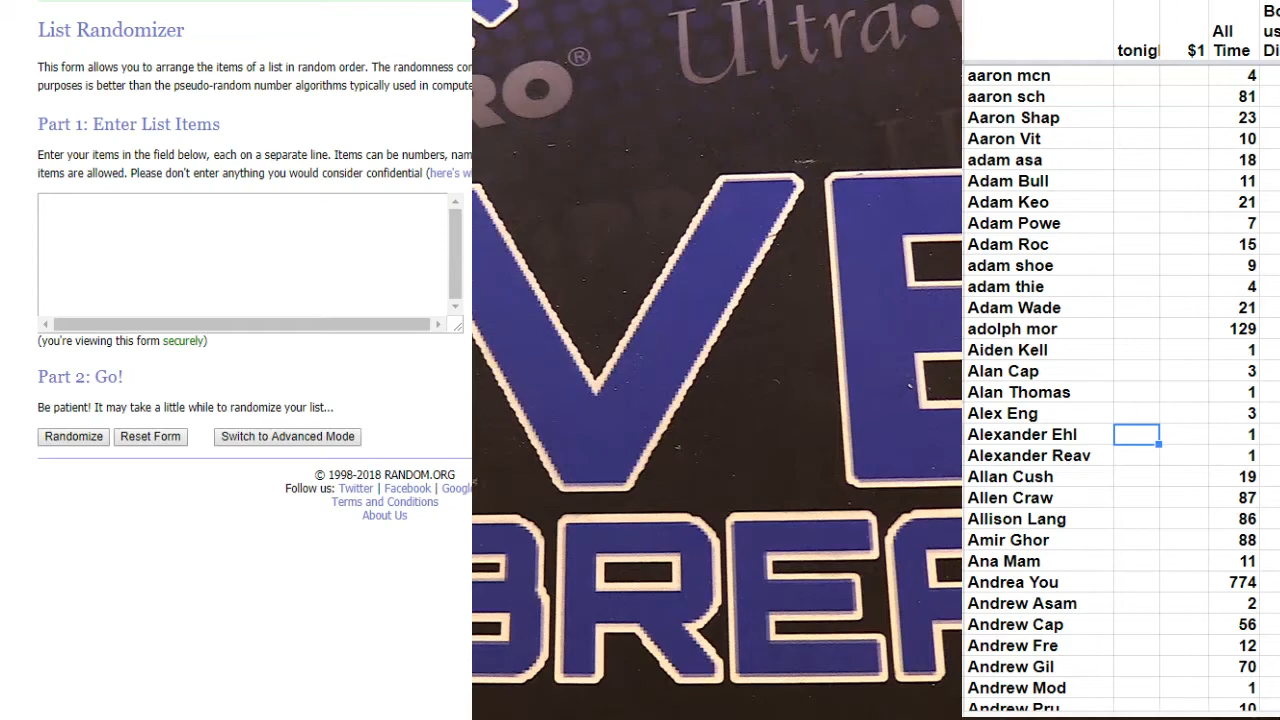 List Randomizer
This form allows you to arrange the items of a list in random order. The randomness
purposes is better than the pseudo-random number algorithms typically used in
Part 1: Enter List Items
Enter your items in the field below, each on a separate line. Items can be numbers,
items are allowed. Please don't enter anything you would consider confidential (here's
(you're viewing this form securely)
Part 2: Go!
Be patient! It may take a little while to randomize your list...
Randomize Reset Form Switch to Advanced Mode
© 1998-2018 RANDOM.ORG
Follow us: Twitter | Facebook |
Terms and Conditions
About Us
Ultra•
RO®
VE
BREA
tonig $1 All Time
aaron mcn 4
aaron sch 81
Aaron Shap 23
Aaron Vit 10
adam asa 18
Adam Bull 11
Adam Keo 21
Adam Powe 7
Adam Roc 15
adam shoe 9
adam thie 4
Adam Wade 21
adolph mor 129
Aiden Kell 1
Alan Cap 3
Alan Thomas 1
Alex Eng 3
Alexander Ehl 1
Alexander Reav 1
Allan Cush 19
Allen Craw 87
Allison Lang 86
Amir Ghor 88
Ana Mam 11
Andrea You 774
Andrew Asam 2
Andrew Cap 56
Andrew Fre 12
Andrew Gil 70
Andrew Mod 1
Andrew Pru 10